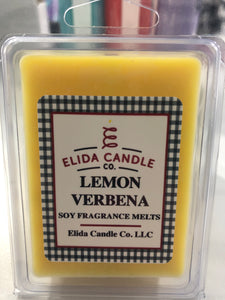 ELIDA CANDLE
CO.
LEMON
VERBENA
SOY FRAGRANCE MELTS
Elida Candle Co. LLC